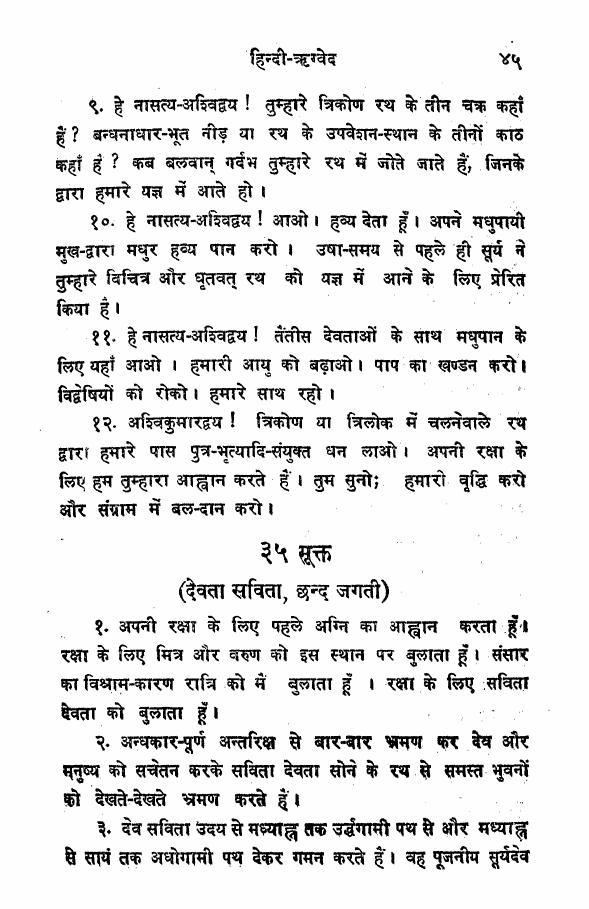 हिन्दी-ऋग्वेद ४५
९. हे नासत्य-अश्विद्वय ! तुम्हारे त्रिकोण रथ के तीन चक्र कहाँ
हैं ? बन्धनाधार-भूत नीड़ या रथ के उपवेशन-स्थान के तीनों काठ
कहाँ हैं ? कब बलवान् गर्दभ तुम्हारे रथ में जोते जाते हैं, जिनके
द्वारा हमारे यज्ञ में आते हो ।
१०. हे नासत्य-अश्विद्वय ! आओ । हव्य देता हूँ । अपने मधुपायी
मुख-द्वारा मधुर हव्य पान करो । उषा-समय से पहले ही सूर्य ने
तुम्हारे विचित्र और घृतवत् रथ को यज्ञ में आने के लिए प्रेरित
किया है ।
११. हे नासत्य-अश्विद्वय ! तैंतीस देवताओं के साथ मधुपान के
लिए यहाँ आओ । हमारी आयु को बढ़ाओ । पाप का खण्डन करो ।
विद्वेषियों को रोको । हमारे साथ रहो ।
१२. अश्विकुमारद्वय ! त्रिकोण या त्रिलोक में चलनेवाले रथ
द्वारा हमारे पास पुत्र-भृत्यादि-संयुक्त धन लाओ । अपनी रक्षा के
लिए हम तुम्हारा आह्वान करते हैं । तुम सुनो; हमारी वृद्धि करो
और संग्राम में बल-दान करो ।
३५ सूक्त
(देवता सविता, छन्द जगती)
१. अपनी रक्षा के लिए पहले अग्नि का आह्वान करता हूँ ।
रक्षा के लिए मित्र और वरुण को इस स्थान पर बुलाता हूँ । संसार
का विश्राम-कारण रात्रि को मैं बुलाता हूँ । रक्षा के लिए सविता
देवता को बुलाता हूँ ।
२. अन्धकार-पूर्ण अन्तरिक्ष से बार-बार भ्रमण कर देव और
मनुष्य को सचेतन करके सविता देवता सोने के रथ से समस्त भुवनों
को देखते-देखते भ्रमण करते हैं ।
३. देव सविता उदय से मध्याह्न तक उर्द्धगामी पथ से और मध्याह्न
से सायं तक अधोगामी पथ देकर गमन करते हैं । वह पूजनीय सूर्यदेव